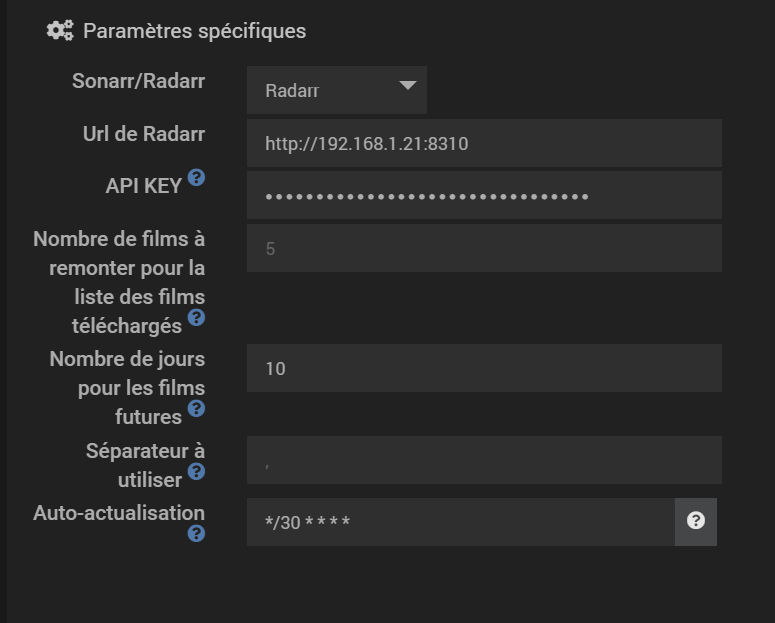 Paramètres spécifiques
Sonarr/Radarr
Radarr
Url de Radarr
http://192.168.1.21:8310
API KEY ?
••••••••••••••••••••••••••••••••
Nombre de films à
remonter pour la
liste des films
téléchargés ?
5
Nombre de jours
pour les films
futures ?
10
Séparateur à
utiliser ?
,
Auto-actualisation
?
*/30 * * * *
?